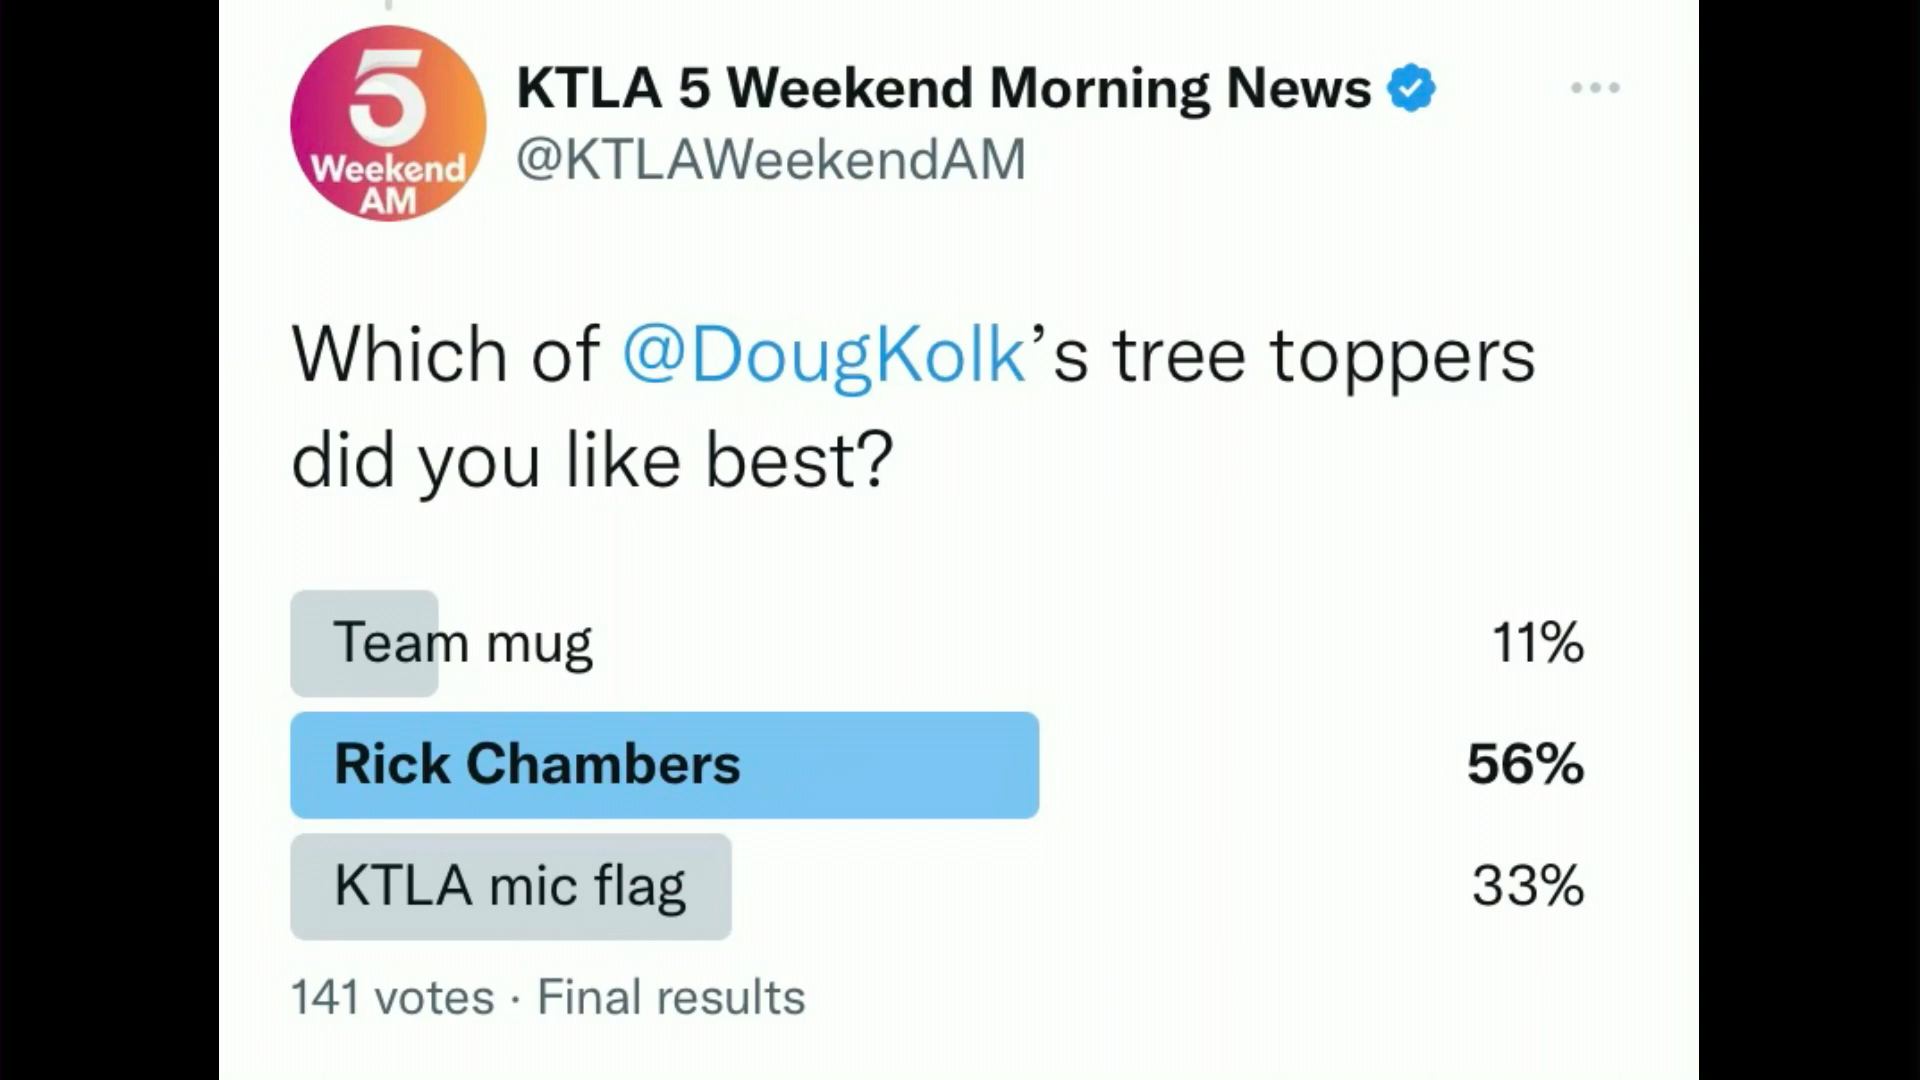 5
Weekend
AM
KTLA 5 Weekend Morning News
@KTLAWeekendAM
Which of @DougKolk’s tree toppers
did you like best?
Team mug 11%
Rick Chambers 56%
KTLA mic flag 33%
141 votes · Final results